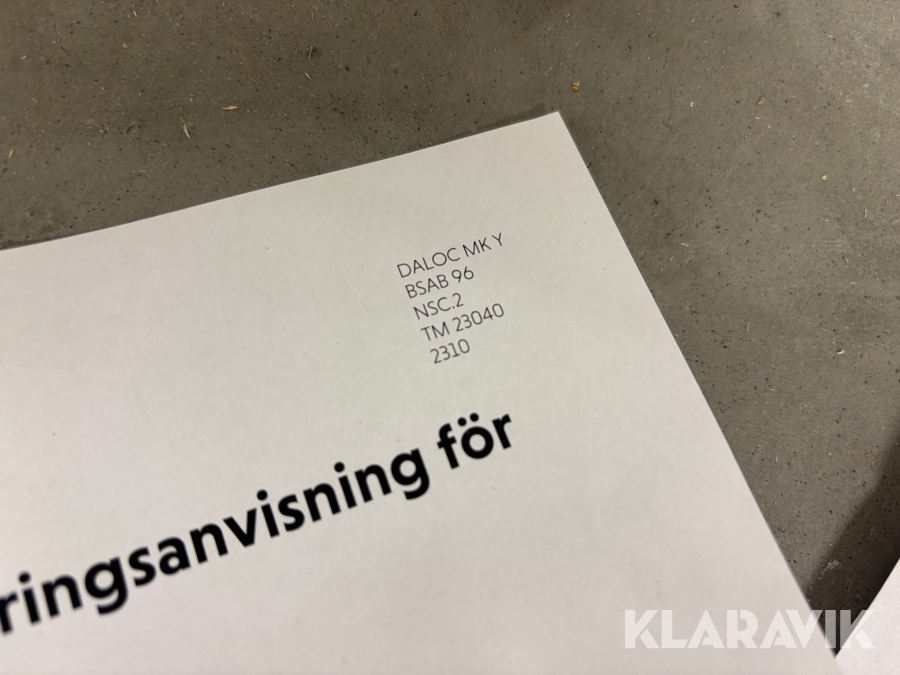 DALOC MK Y
BSAB 96
NSC.2
TM 23040
2310
ringsanvisning för
KLARAVIK